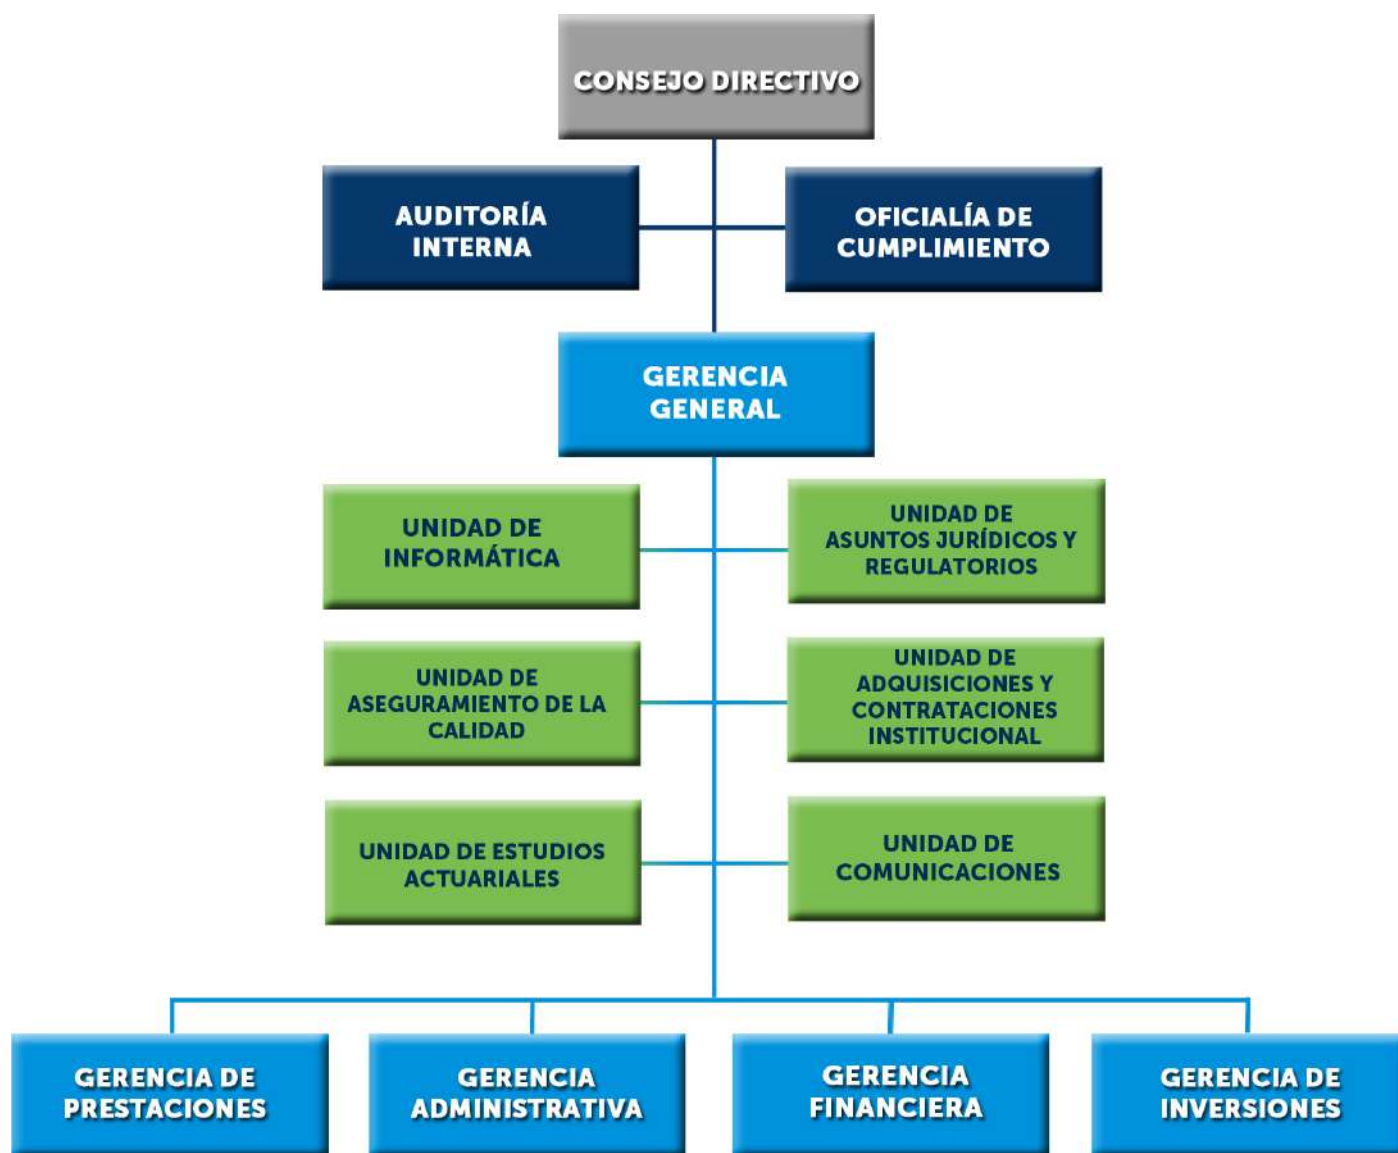 CONSEJO DIRECTIVO
AUDITORÍA
INTERNA
OFICIALÍA DE
CUMPLIMIENTO
GERENCIA
GENERAL
UNIDAD DE
INFORMÁTICA
UNIDAD DE
ASUNTOS JURÍDICOS Y
REGULATORIOS
UNIDAD DE
ASEGURAMIENTO DE LA
CALIDAD
UNIDAD DE
ADQUISICIONES Y
CONTRATACIONES
INSTITUCIONAL
UNIDAD DE ESTUDIOS
ACTUARIALES
UNIDAD DE
COMUNICACIONES
GERENCIA DE
PRESTACIONES
GERENCIA
ADMINISTRATIVA
GERENCIA
FINANCIERA
GERENCIA DE
INVERSIONES